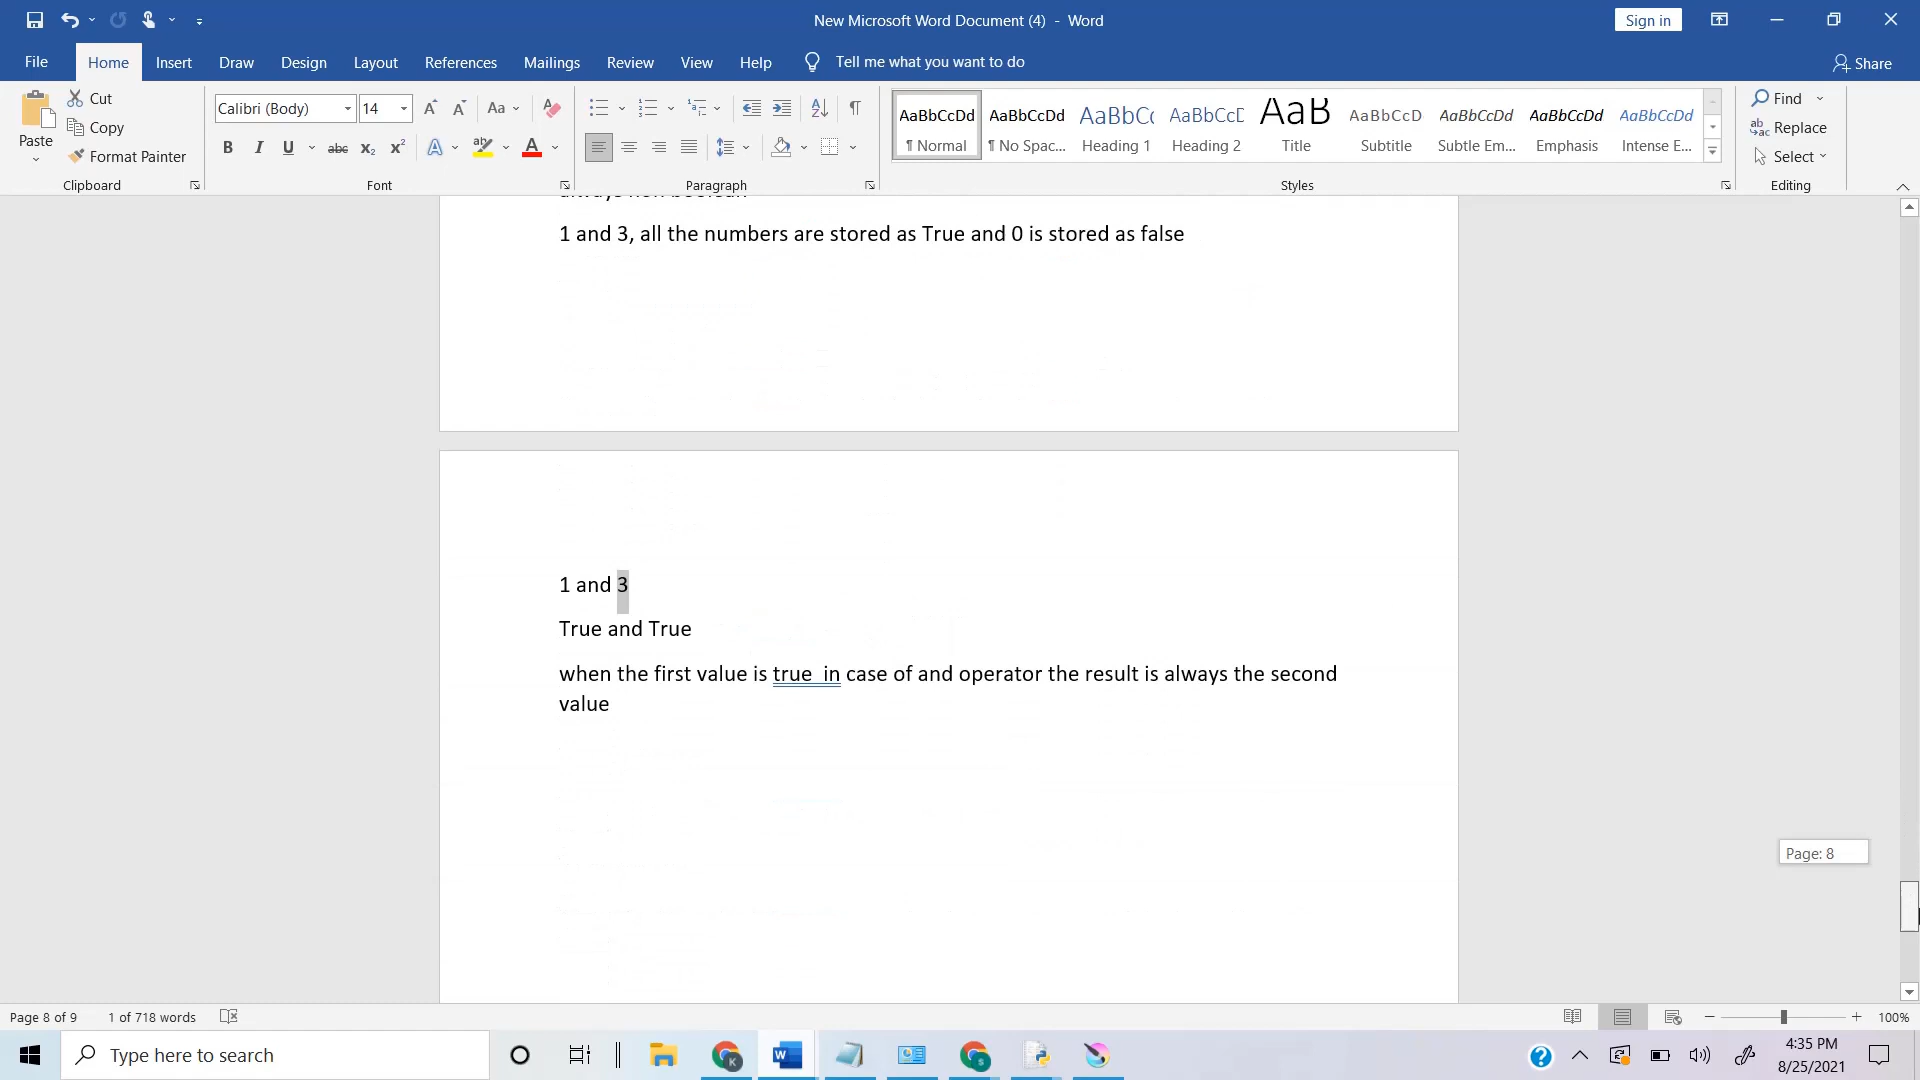 New Microsoft Word Document (4) - Word
Sign in
File Home Insert Draw Design Layout References Mailings Review View Help Tell me what you want to do Share
Paste
Cut
Copy
Format Painter
Clipboard
Calibri (Body) 14
Font
Paragraph
AaBbCcDd AaBbCcDd AaBbCc AaBbCcD AaB AaBbCcD AaBbCcDd AaBbCcDd AaBbCcDd
¶ Normal ¶ No Spac... Heading 1 Heading 2 Title Subtitle Subtle Em... Emphasis Intense E...
Styles
Find
Replace
Select
Editing
always non boolean
1 and 3, all the numbers are stored as True and 0 is stored as false
1 and 3
True and True
when the first value is true in case of and operator the result is always the second
value
Page: 8
Page 8 of 9 1 of 718 words
100%
Type here to search
4:35 PM
8/25/2021